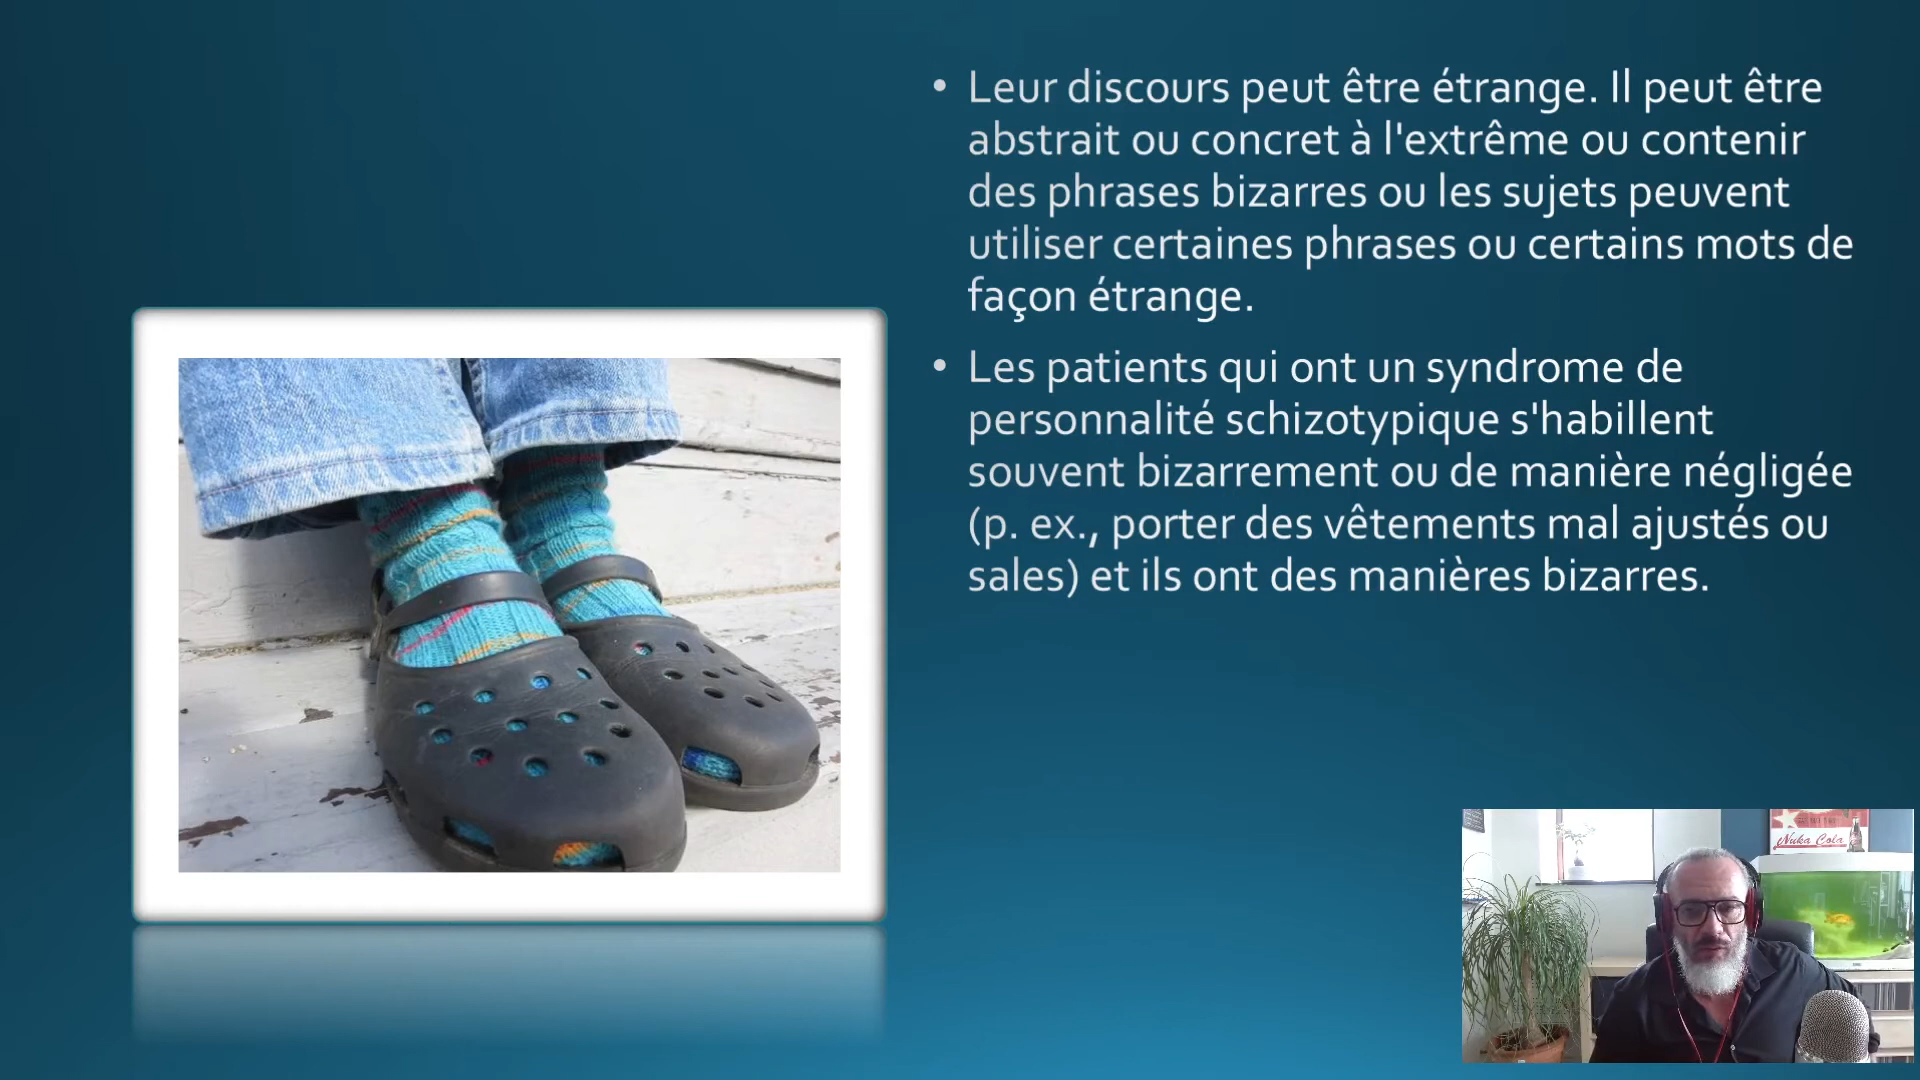 • Leur discours peut être étrange. Il peut être
abstrait ou concret à l'extrême ou contenir
des phrases bizarres ou les sujets peuvent
utiliser certaines phrases ou certains mots de
façon étrange.
• Les patients qui ont un syndrome de
personnalité schizotypique s'habillent
souvent bizarrement ou de manière négligée
(p. ex., porter des vêtements mal ajustés ou
sales) et ils ont des manières bizarres.
Nuka Cola